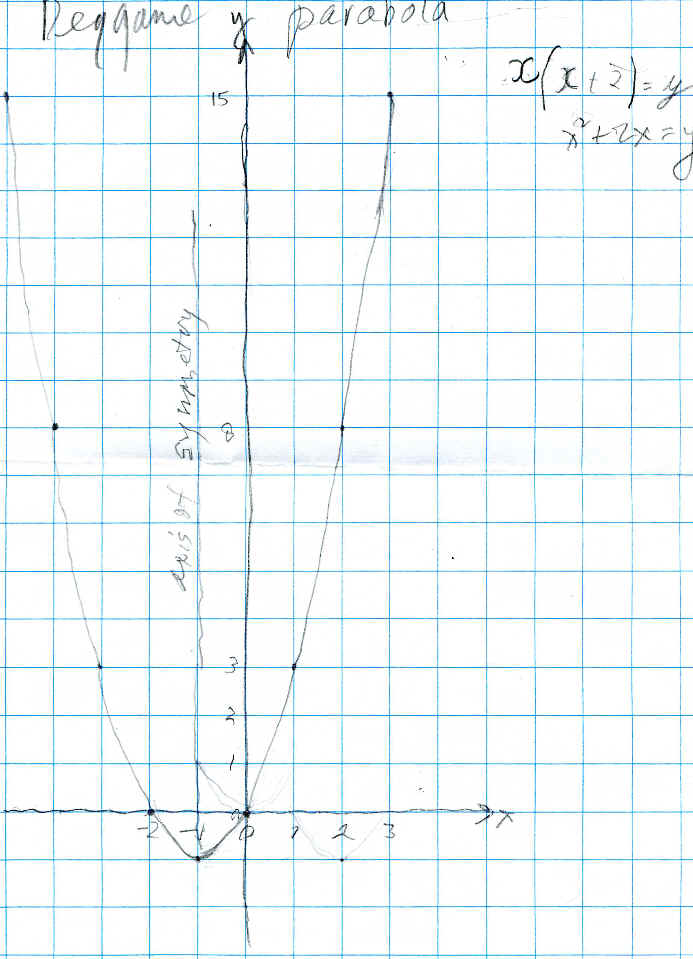 Peggame parabola
y
x(x+2)=y
x²+2x=y
15
axis of symmetry
8
3
2
1
0
-2 -1 0 1 2 3 x